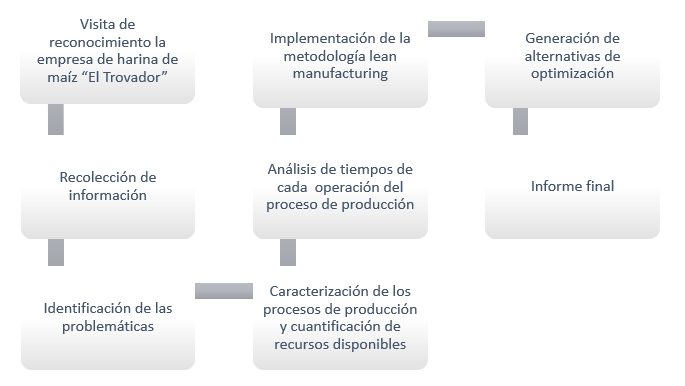 Visita de
reconocimiento la
empresa de harina de
maíz “El Trovador”
Recolección de
información
Identificación de las
problemáticas
Caracterización de los
procesos de producción
y cuantificación de
recursos disponibles
Análisis de tiempos de
cada operación del
proceso de producción
Implementación de la
metodología lean
manufacturing
Generación de
alternativas de
optimización
Informe final